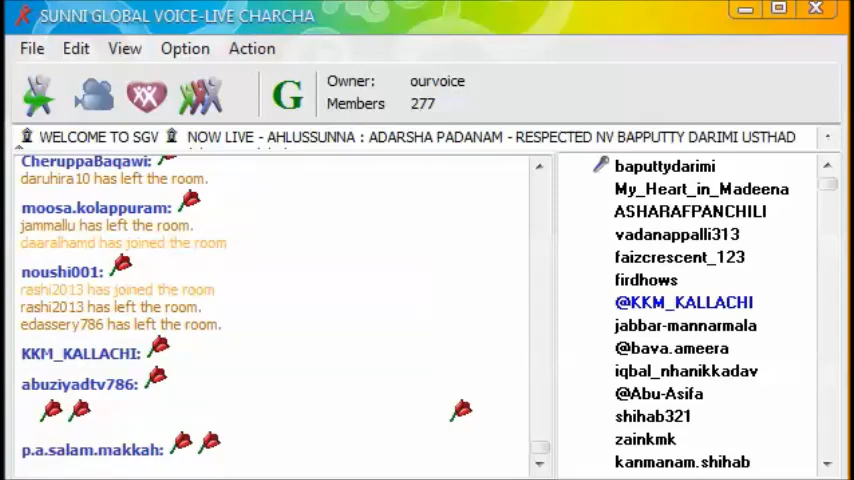 SUNNI GLOBAL VOICE-LIVE CHARCHA
File Edit View Option Action
G
Owner: ourvoice
Members 277
WELCOME TO SGV NOW LIVE - AHLUSSUNNA : ADARSHA PADANAM - RESPECTED NV BAPPUTTY DARIMI USTHAD
CheruppaBaqawi:
daruhira10 has left the room.
moosa.kolappuram:
jammallu has left the room.
daaralhamd has joined the room
noushi001:
rashi2013 has joined the room
rashi2013 has left the room.
edassery786 has left the room.
KKM_KALLACHI:
abuziyadtv786:
p.a.salam.makkah:
baputtydarimi
My_Heart_in_Madeena
ASHARAFPANCHILI
vadanappalli313
faizcrescent_123
firdhows
@KKM_KALLACHI
jabbar-mannarmala
@bava.ameera
iqbal_nhanikkadav
@Abu-Asifa
shihab321
zainkmk
kanmanam.shihab